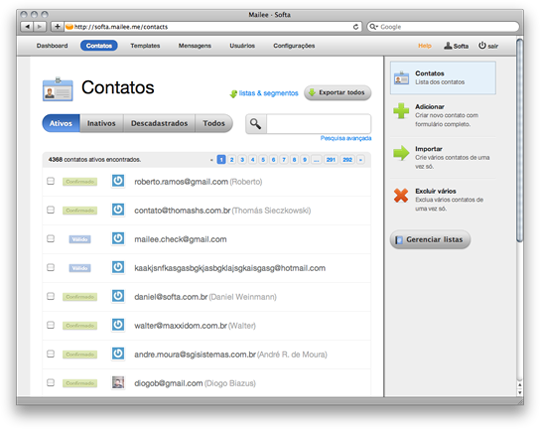 Mailee - Softa
http://softa.mailee.me/contacts
Google
Dashboard Contatos Templates Mensagens Usuários Configurações Help Softa sair
Contatos
listas & segmentos Exportar todos
Ativos Inativos Descadastrados Todos
Pesquisa avançada
4368 contatos ativos encontrados. « 1 2 3 4 5 6 7 8 9 ... 291 292 »
Confirmado roberto.ramos@gmail.com (Roberto)
Confirmado contato@thomashs.com.br (Thomás Sieczkowski)
Válido mailee.check@gmail.com
Válido kaakjsnfkasgasbgkjasbgklajsgkaisgasg@hotmail.com
Confirmado daniel@softa.com.br (Daniel Weinmann)
Confirmado walter@maxxidom.com.br (Walter)
Confirmado andre.moura@sgisistemas.com.br (André R. de Moura)
Confirmado diogob@gmail.com (Diogo Biazus)
Contatos
Lista dos contatos
Adicionar
Criar novo contato com
formulário completo.
Importar
Crie vários contatos de uma
vez só.
Excluir vários
Exclua vários contatos de
uma vez só.
Gerenciar listas